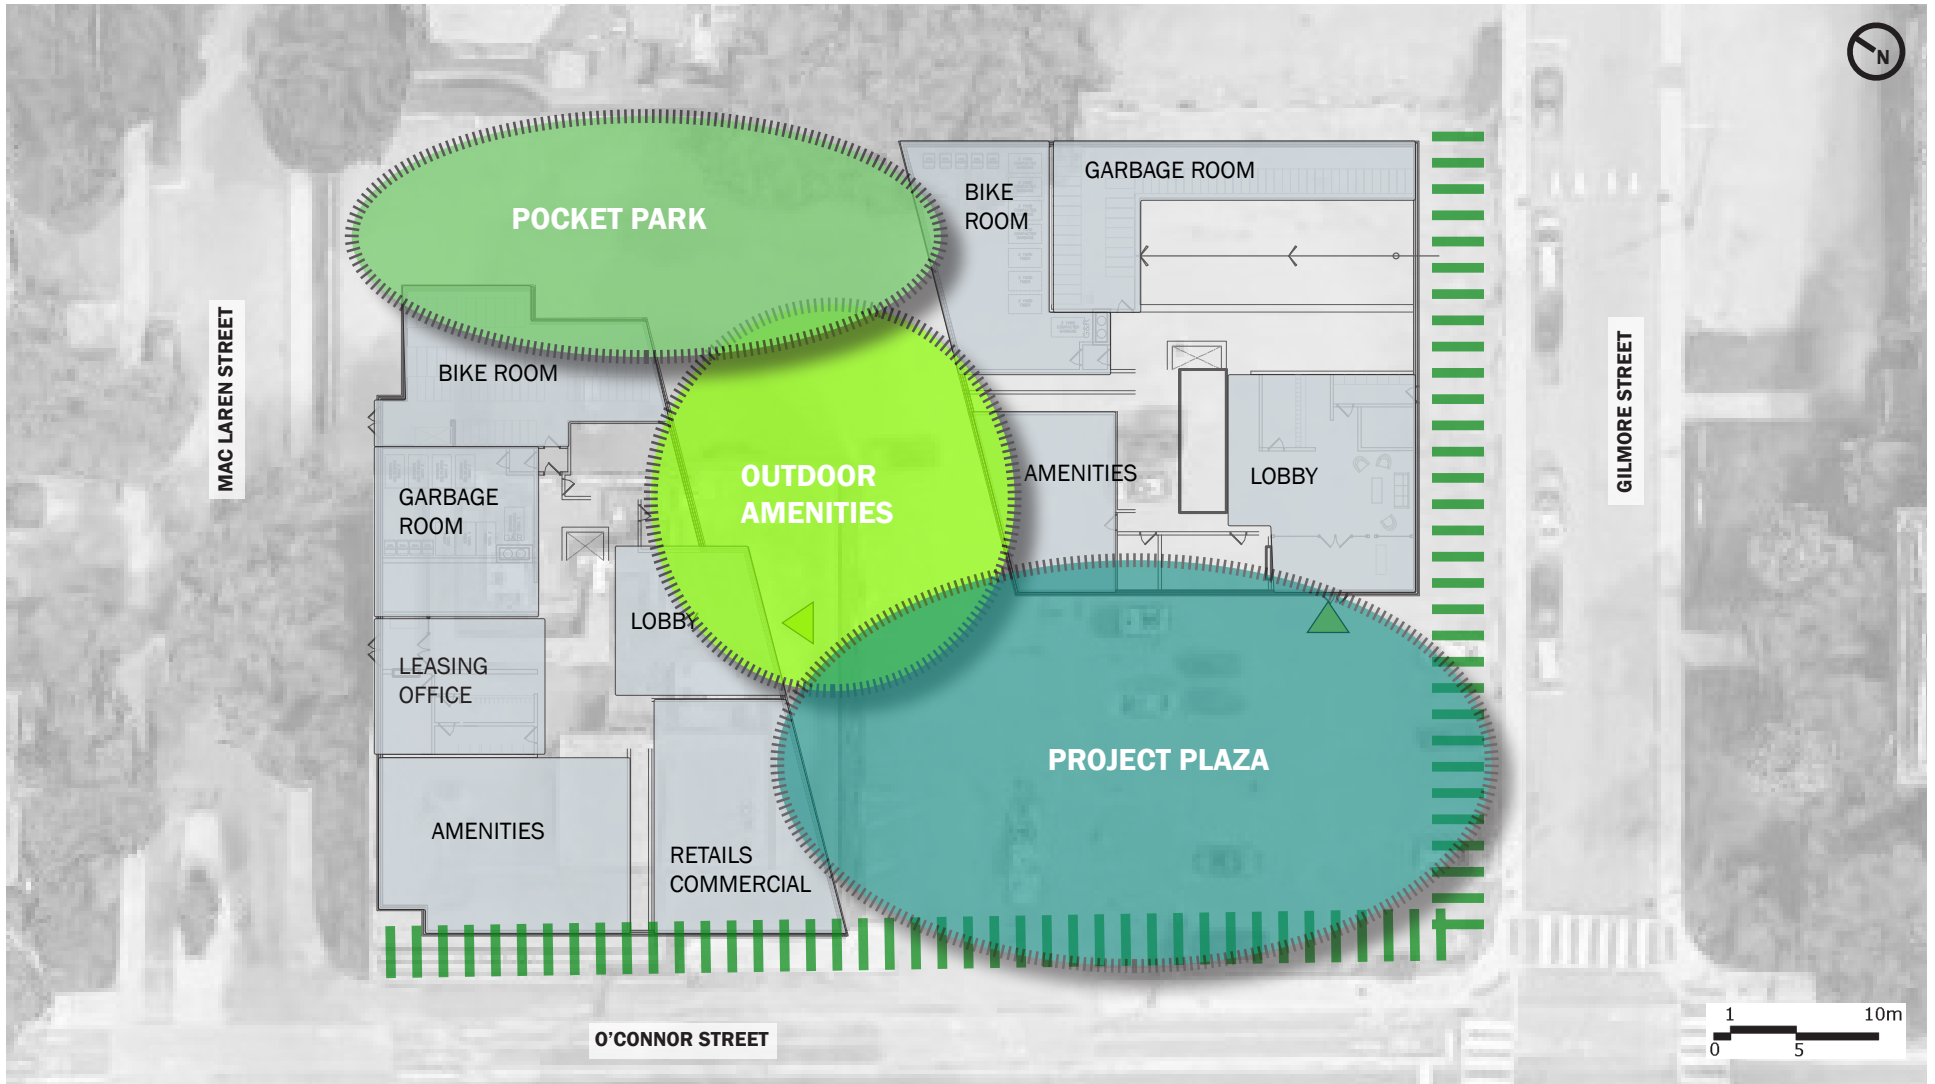 N
POCKET PARK
BIKE
ROOM
GARBAGE ROOM
MAC LAREN STREET
GILMORE STREET
BIKE ROOM
OUTDOOR
AMENITIES
AMENITIES
LOBBY
GARBAGE
ROOM
LOBBY
LEASING
OFFICE
PROJECT PLAZA
AMENITIES
RETAILS
COMMERCIAL
O'CONNOR STREET
1 10m
0 5